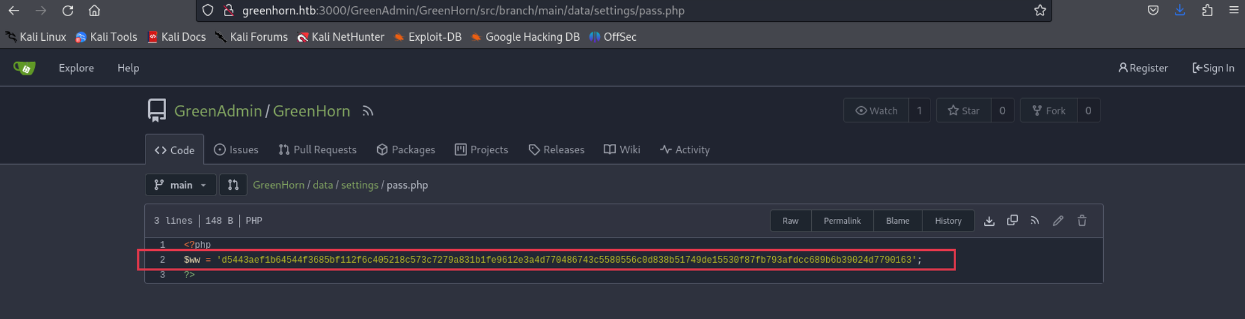 greenhorn.htb:3000/GreenAdmin/GreenHorn/src/branch/main/data/settings/pass.php
Kali Linux Kali Tools Kali Docs Kali Forums Kali NetHunter Exploit-DB Google Hacking DB OffSec
Explore Help Register Sign In
GreenAdmin / GreenHorn Watch 1 Star 0 Fork 0
Code Issues Pull Requests Packages Projects Releases Wiki Activity
main GreenHorn / data / settings / pass.php
3 lines 148 B PHP Raw Permalink Blame History
1 <?php
2 $ww = 'd5443aef1b64544f3685bf112f6c405218c573c7279a831b1fe9612e3a4d770486743c5580556c0d838b51749de15530f87fb793afdcc689b6b39024d7790163';
3 ?>